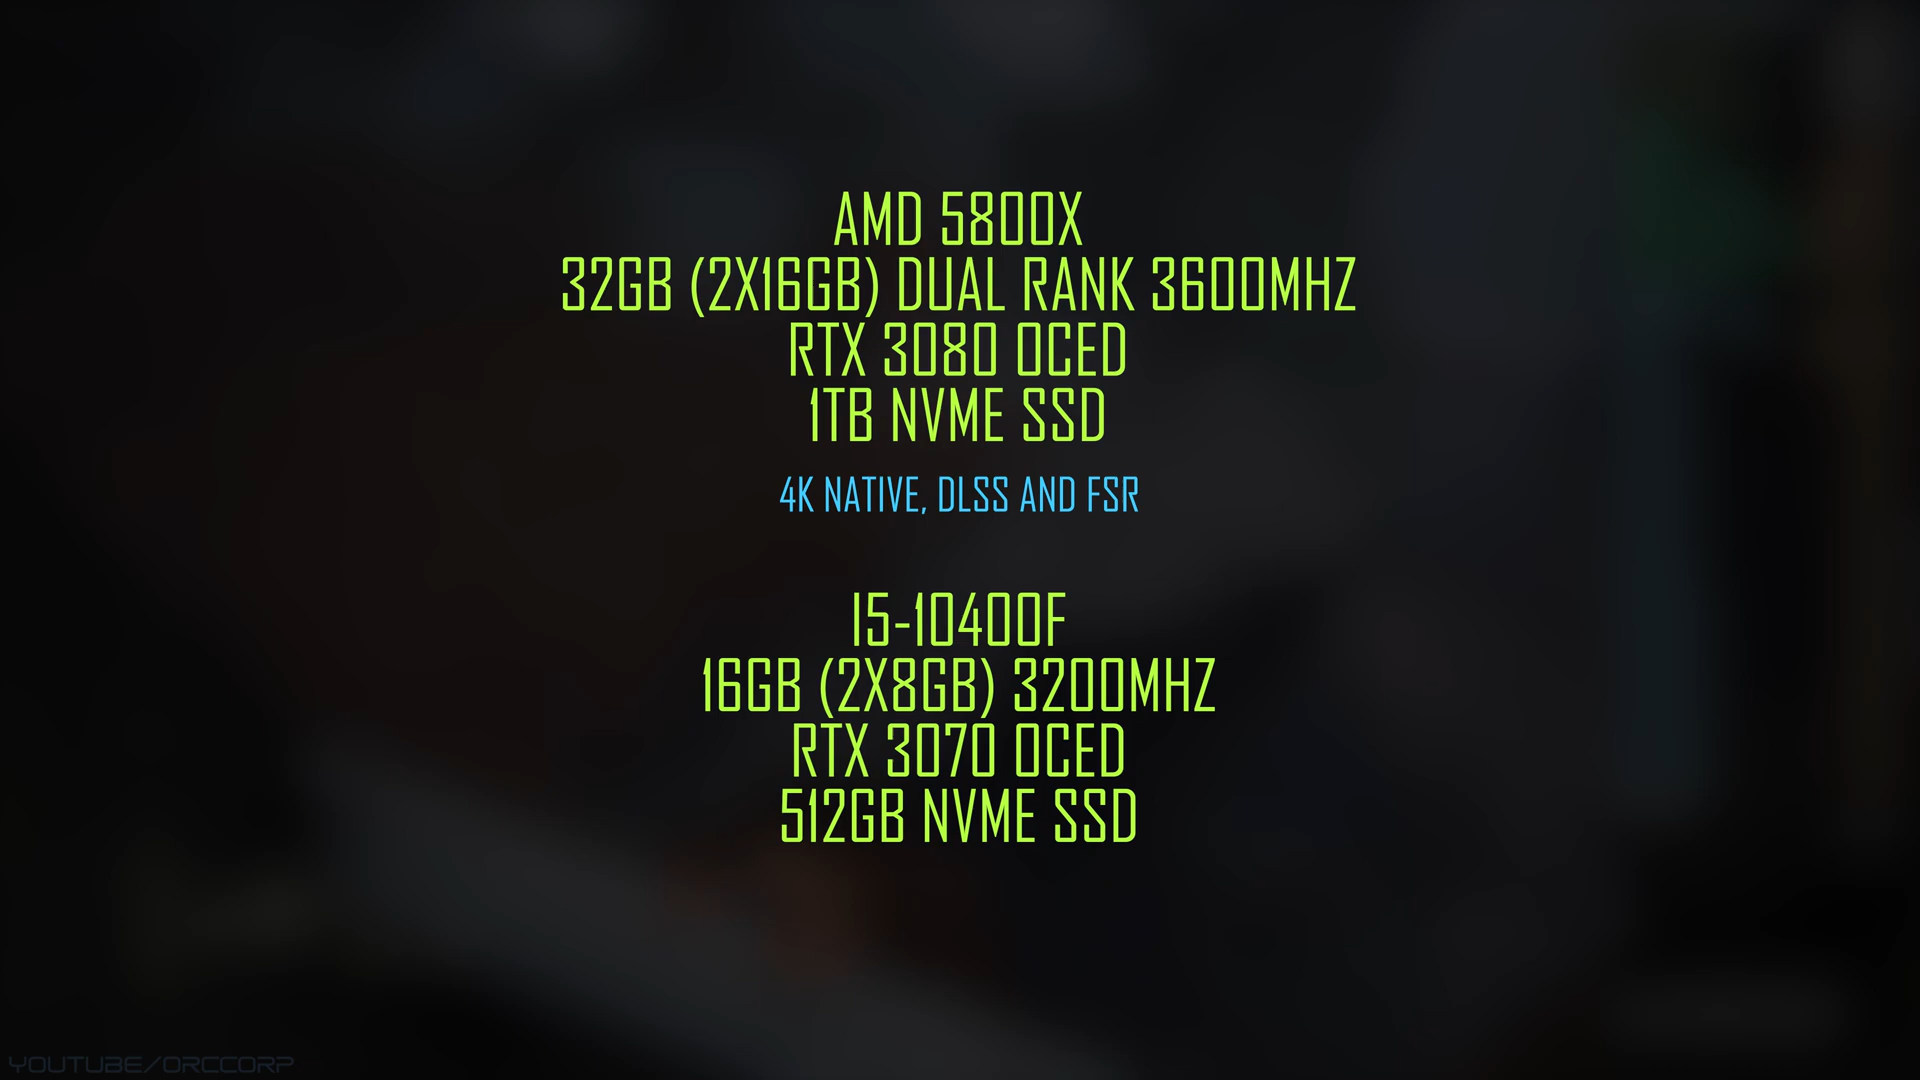 AMD 5800X
32GB (2X16GB) DUAL RANK 3600MHZ
RTX 3080 OCED
1TB NVME SSD
4K NATIVE, DLSS AND FSR
I5-10400F
16GB (2X8GB) 3200MHZ
RTX 3070 OCED
512GB NVME SSD
YOUTUBE/ORCCORP